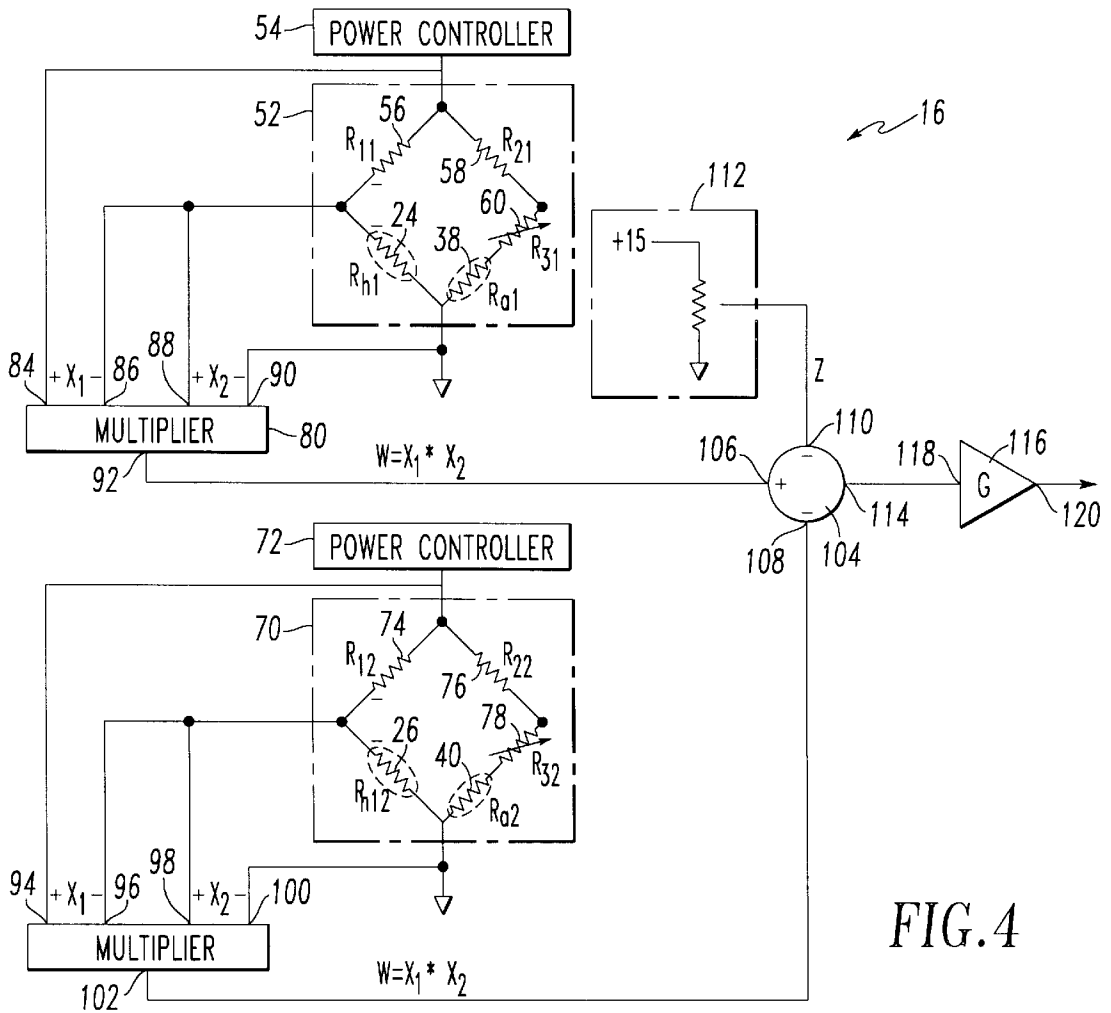 54
POWER CONTROLLER
52
56
R11
R21
58
16
24
38
60
R31
Rh1
Ra1
112
+15
84
+X1-
86
88
+X2-
90
MULTIPLIER
80
92
W=X1* X2
Z
110
106
+
-
-
108
104
114
118
G
116
120
72
POWER CONTROLLER
70
74
R12
R22
76
26
40
78
R32
Rh12
Ra2
94
+X1-
96
98
+X2-
100
MULTIPLIER
102
W=X1* X2
FIG.4